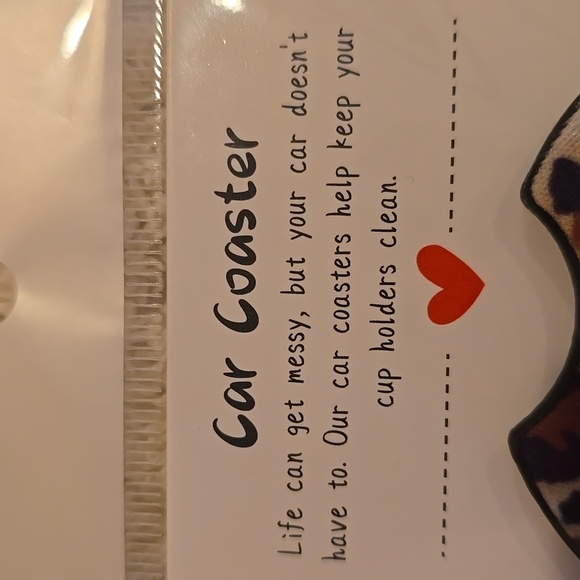 Car Coaster
Life can get messy, but your car doesn't
have to. Our car coasters help keep your
cup holders clean.